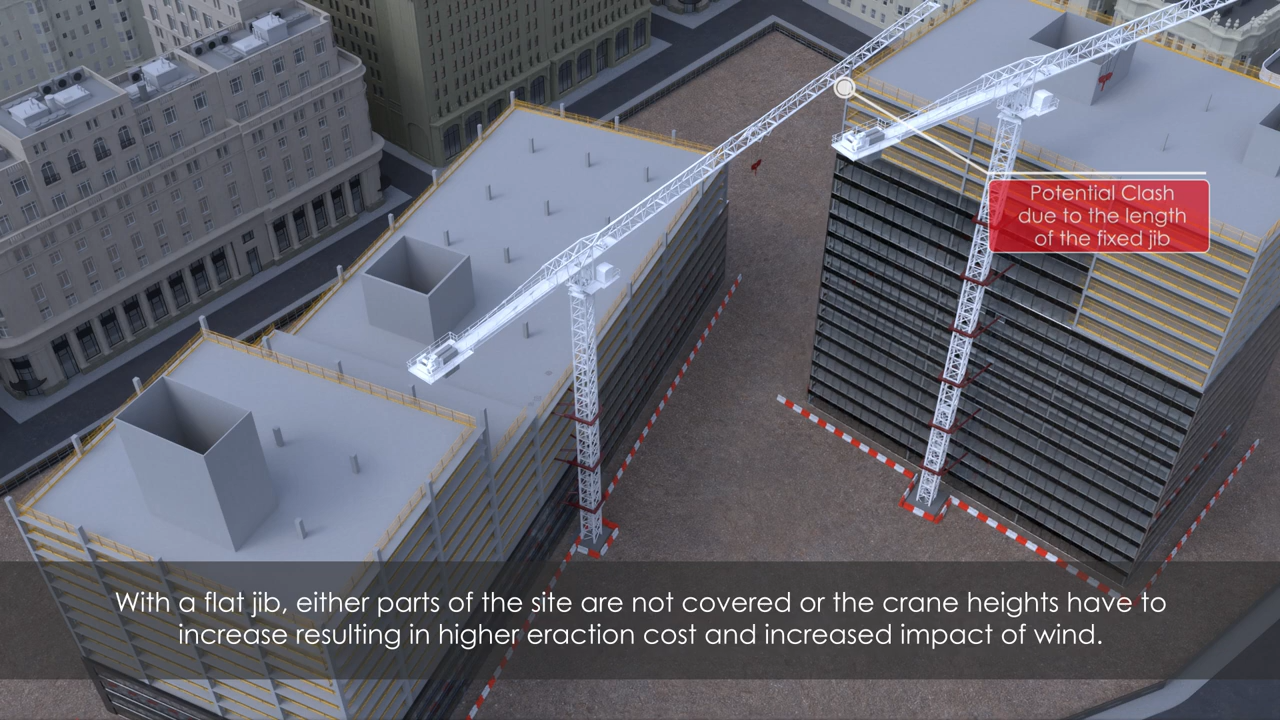 Potential Clash
due to the length
of the fixed jib
With a flat jib, either parts of the site are not covered or the crane heights have to
increase resulting in higher eraction cost and increased impact of wind.